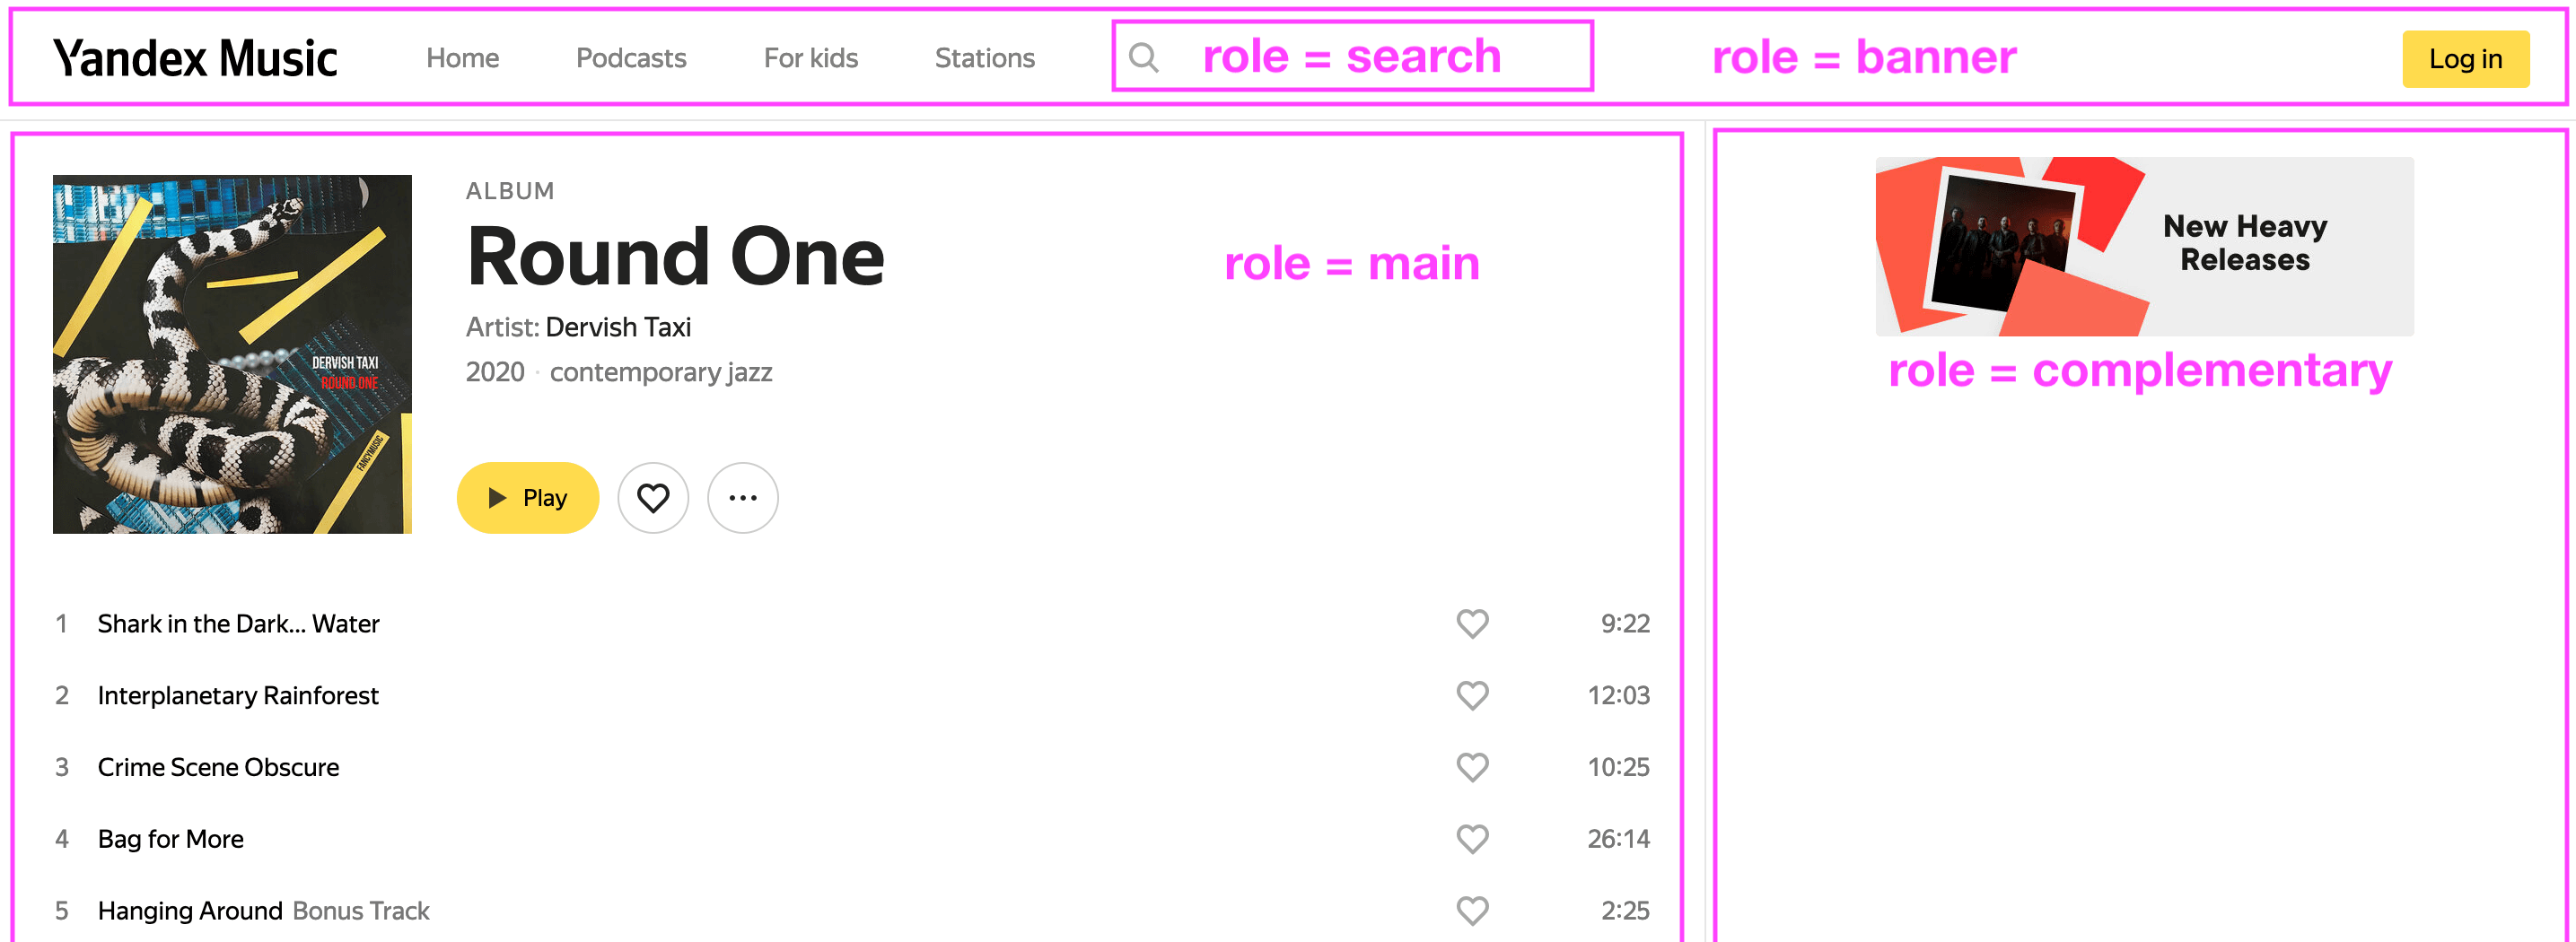 Yandex Music Home Podcasts For kids Stations role = search role = banner Log in
ALBUM
Round One
Artist: Dervish Taxi
2020 · contemporary jazz
role = main
DERVISH TAXI
ROUND ONE
FANCYMUSIC
Play
1 Shark in the Dark... Water 9:22
2 Interplanetary Rainforest 12:03
3 Crime Scene Obscure 10:25
4 Bag for More 26:14
5 Hanging Around Bonus Track 2:25
New Heavy
Releases
role = complementary